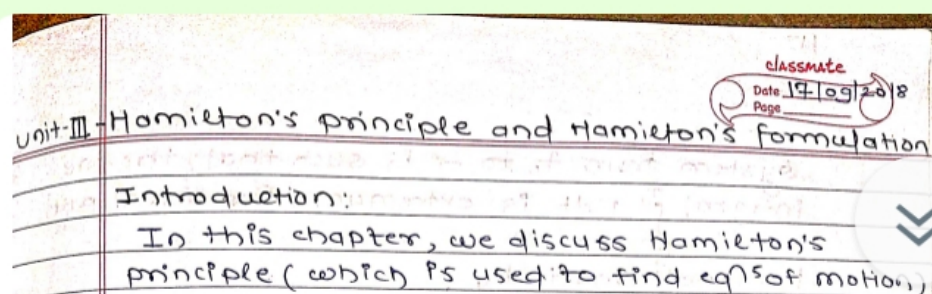 classmate
Date 17/09/2018
Page
Unit-III - Hamilton's principle and Hamilton's formulation
Introduction:
In this chapter, we discuss Hamilton's
principle (which is used to find eqns of motion)